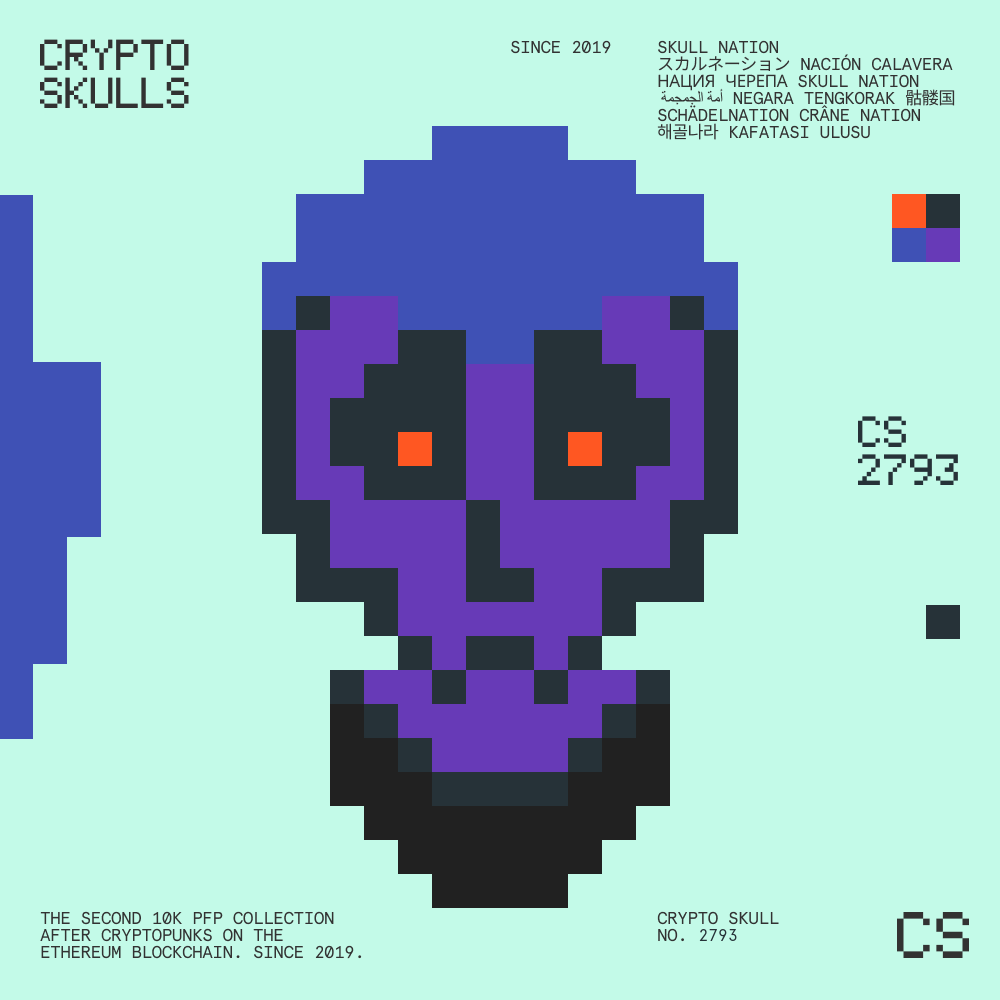 CRYPTO
SKULLS
SINCE 2019
SKULL NATION
スカルネーション NACIÓN CALAVERA
НАЦИЯ ЧЕРЕПА SKULL NATION
أمة الجمجمة NEGARA TENGKORAK 骷髅国
SCHÄDELNATION CRÂNE NATION
해골나라 KAFATASI ULUSU
CS
2793
THE SECOND 10K PFP COLLECTION
AFTER CRYPTOPUNKS ON THE
ETHEREUM BLOCKCHAIN. SINCE 2019.
CRYPTO SKULL
NO. 2793
CS